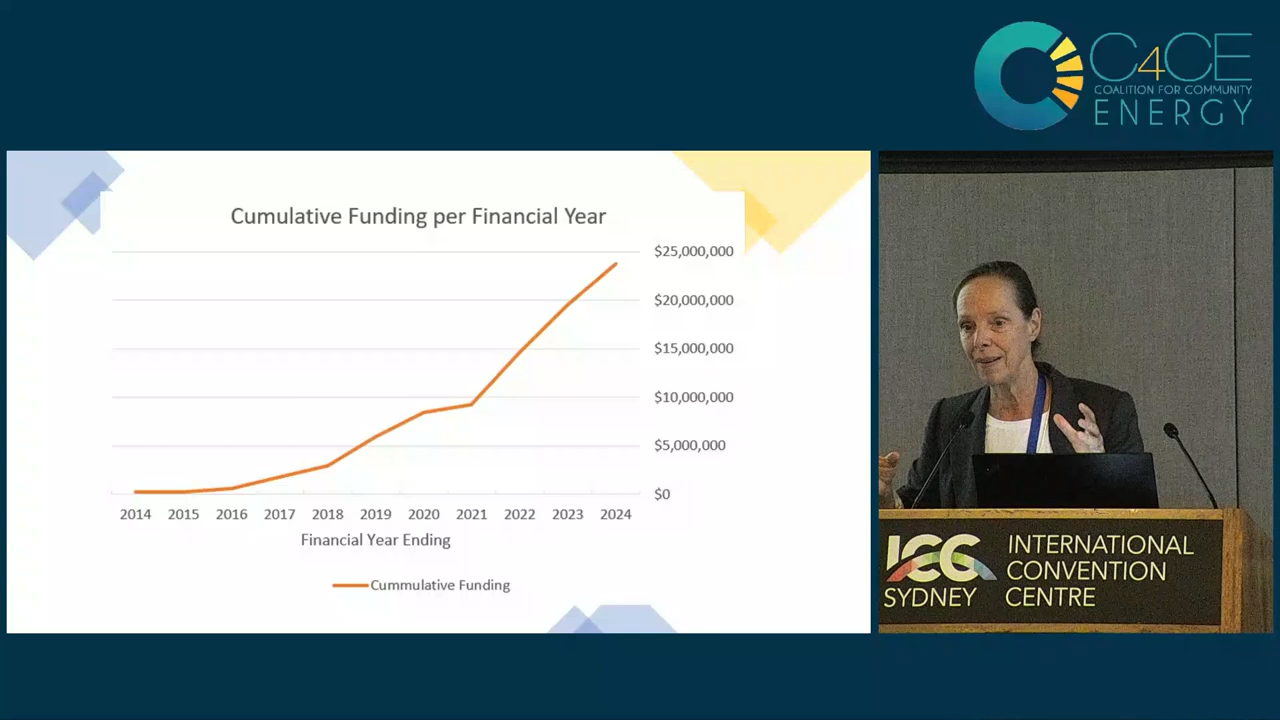 C4CE
COALITION FOR COMMUNITY
ENERGY
Cumulative Funding per Financial Year
$25,000,000
$20,000,000
$15,000,000
$10,000,000
$5,000,000
$0
2014 2015 2016 2017 2018 2019 2020 2021 2022 2023 2024
Financial Year Ending
Cummulative Funding
ICC
SYDNEY
INTERNATIONAL
CONVENTION
CENTRE